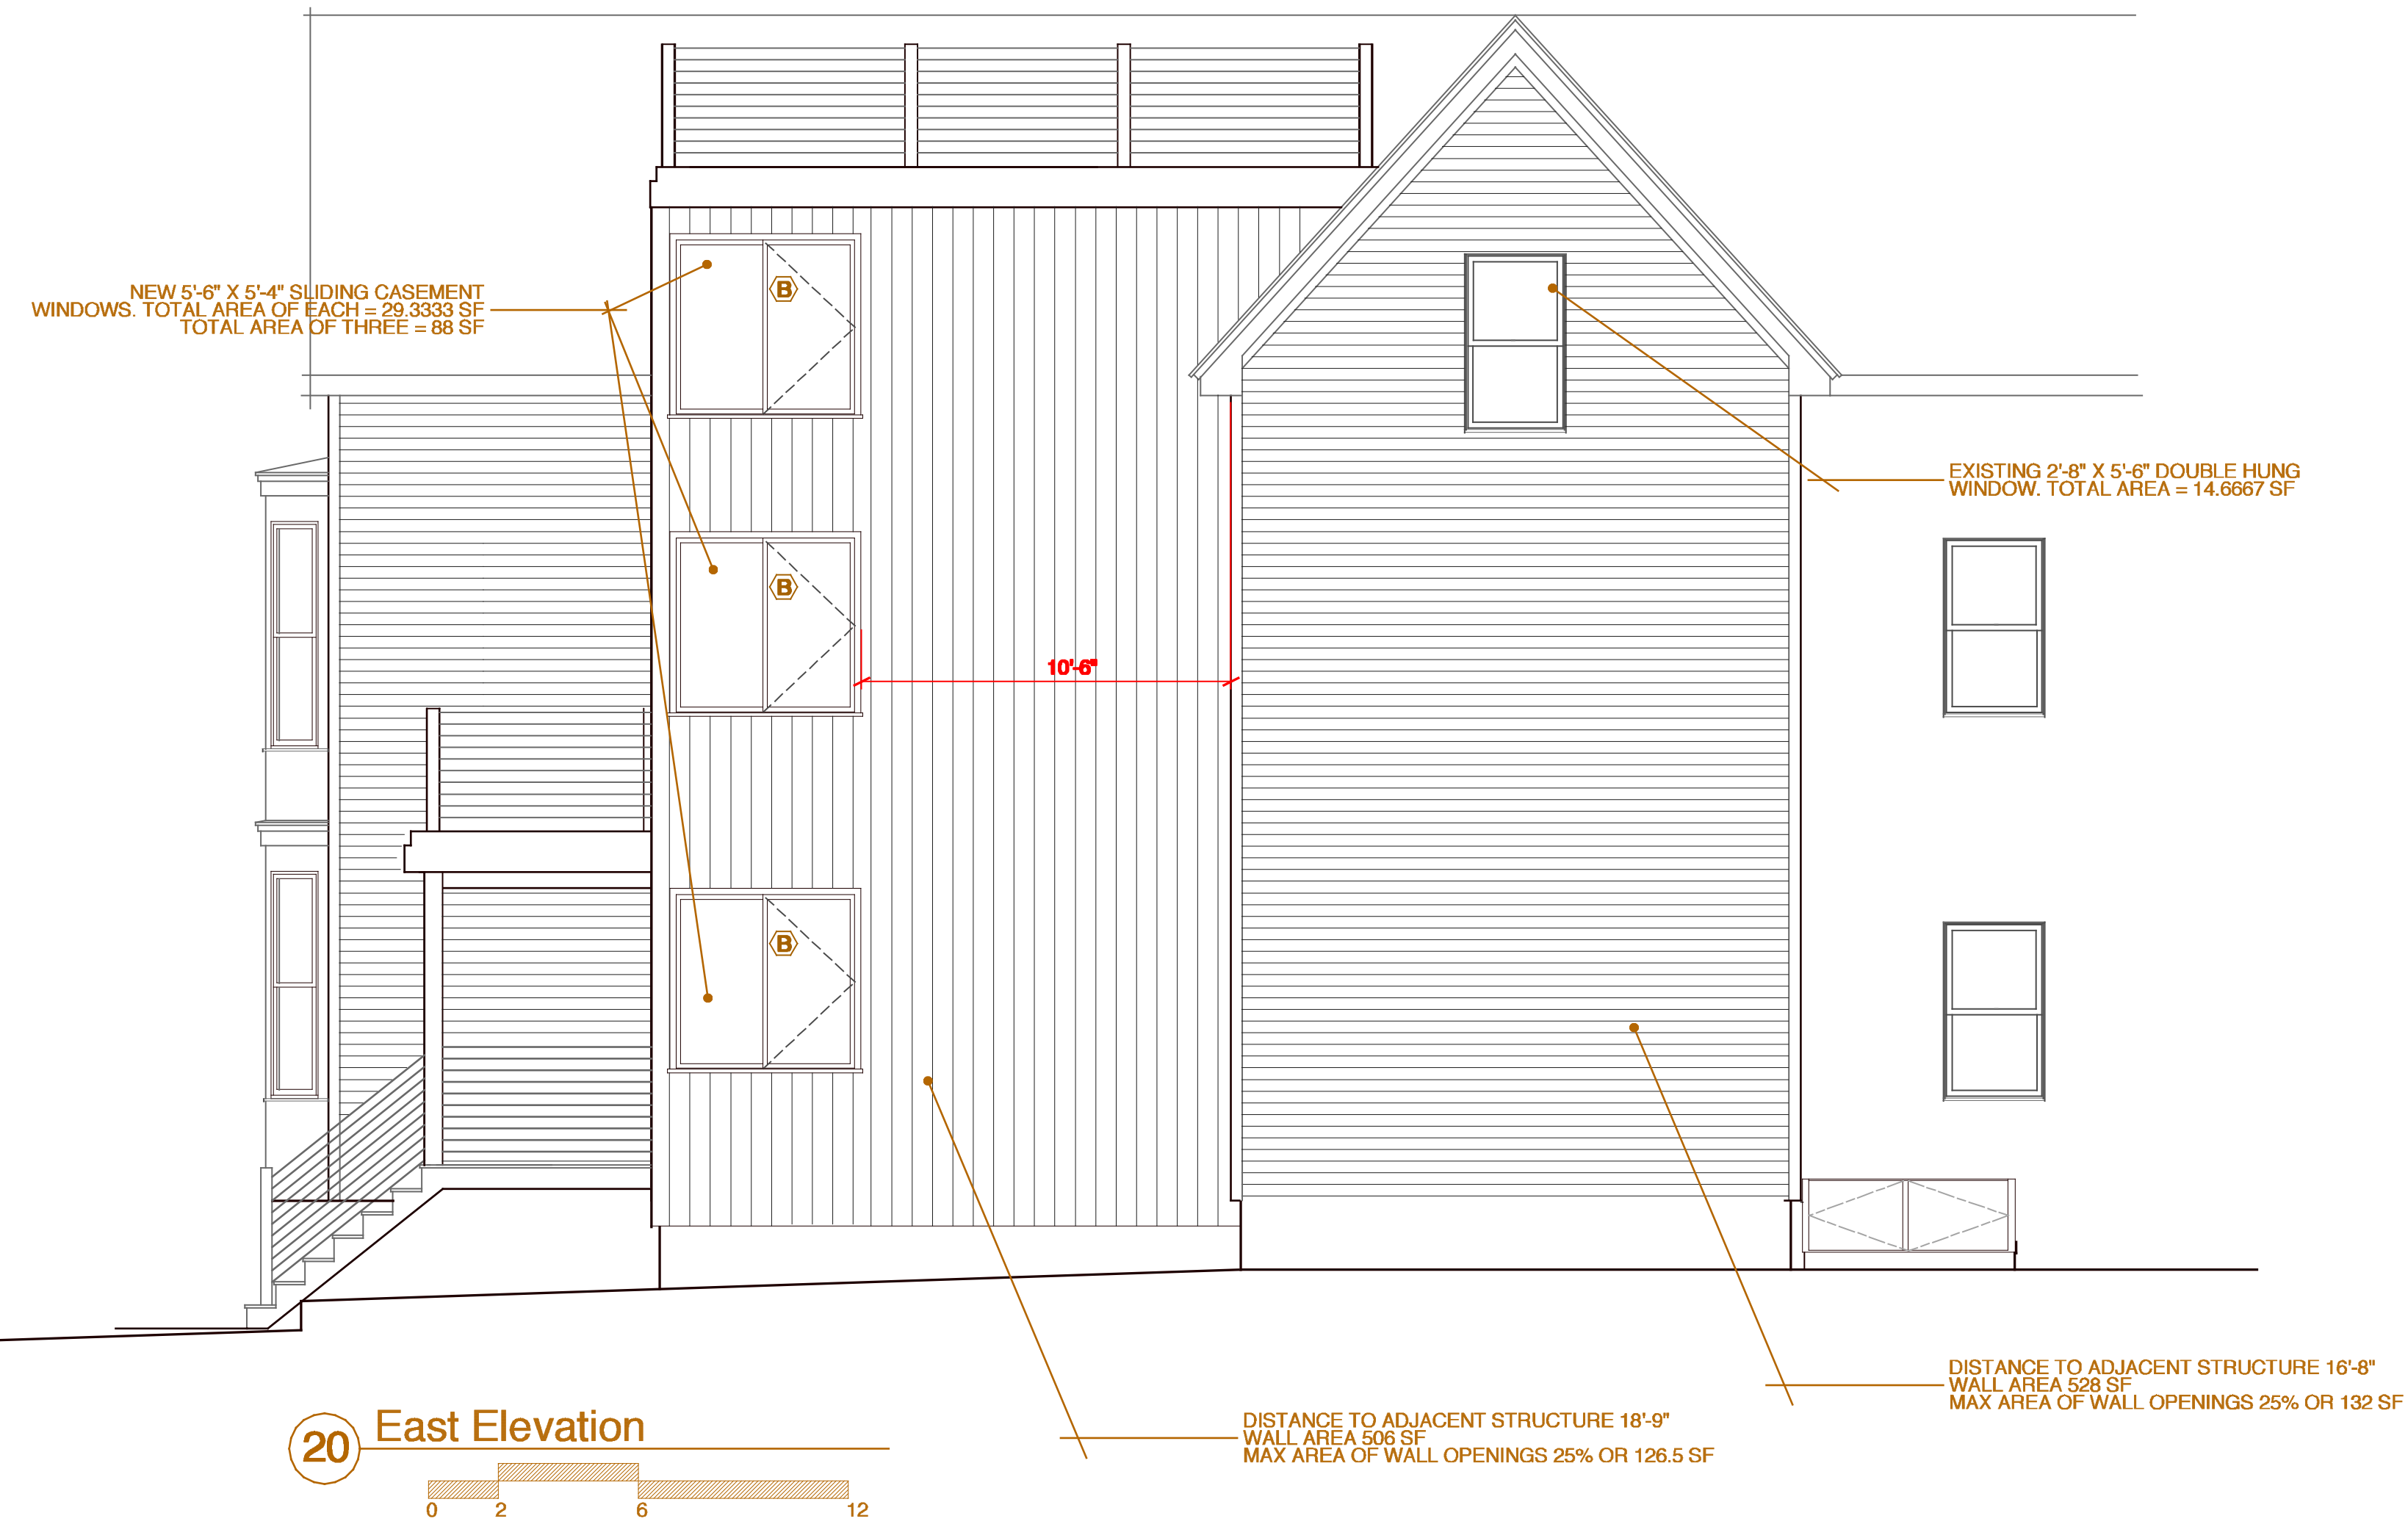 NEW 5'-6" X 5'-4" SLIDING CASEMENT
WINDOWS. TOTAL AREA OF EACH = 29.3333 SF
TOTAL AREA OF THREE = 88 SF
B
EXISTING 2'-8" X 5'-6" DOUBLE HUNG
WINDOW. TOTAL AREA = 14.6667 SF
B
10'-6"
B
DISTANCE TO ADJACENT STRUCTURE 16'-8"
WALL AREA 528 SF
MAX AREA OF WALL OPENINGS 25% OR 132 SF
DISTANCE TO ADJACENT STRUCTURE 18'-9"
WALL AREA 506 SF
MAX AREA OF WALL OPENINGS 25% OR 126.5 SF
20 East Elevation
0 2 6 12